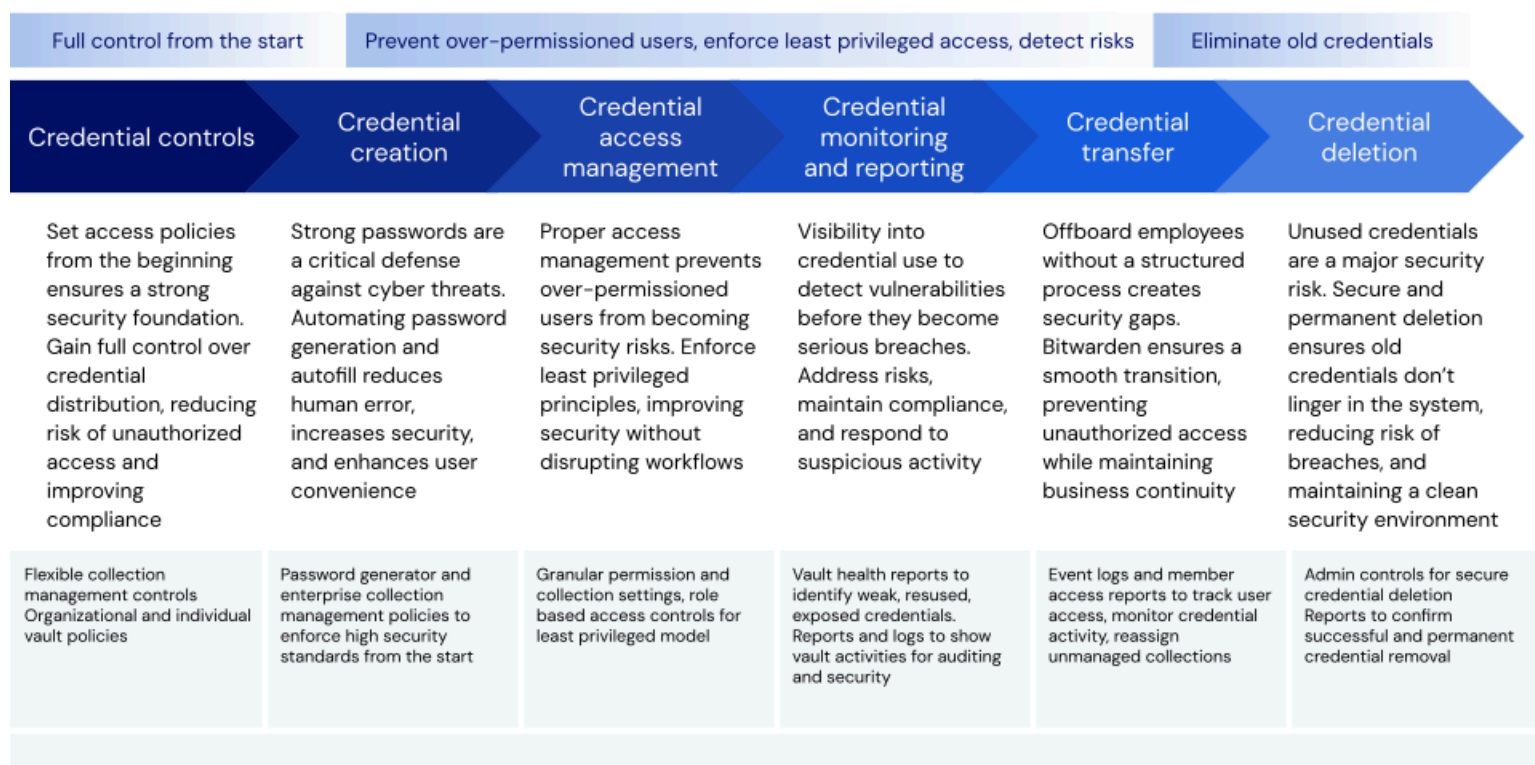 Full control from the start
Prevent over-permissioned users, enforce least privileged access, detect risks
Eliminate old credentials
Credential controls
Credential
creation
Credential
access
management
Credential
monitoring
and reporting
Credential
transfer
Credential
deletion
Set access policies
from the beginning
ensures a strong
security foundation.
Gain full control over
credential
distribution, reducing
risk of unauthorized
access and
improving
compliance
Strong passwords are
a critical defense
against cyber threats.
Automating password
generation and
autofill reduces
human error,
increases security,
and enhances user
convenience
Proper access
management prevents
over-permissioned
users from becoming
security risks. Enforce
least privileged
principles, improving
security without
disrupting workflows
Visibility into
credential use to
detect vulnerabilities
before they become
serious breaches.
Address risks,
maintain compliance,
and respond to
suspicious activity
Offboard employees
without a structured
process creates
security gaps.
Bitwarden ensures a
smooth transition,
preventing
unauthorized access
while maintaining
business continuity
Unused credentials
are a major security
risk. Secure and
permanent deletion
ensures old
credentials don't
linger in the system,
reducing risk of
breaches, and
maintaining a clean
security environment
Flexible collection
management controls
Organizational and individual
vault policies
Password generator and
enterprise collection
management policies to
enforce high security
standards from the start
Granular permission and
collection settings, role
based access controls for
least privileged model
Vault health reports to
identify weak, resused,
exposed credentials.
Reports and logs to show
vault activities for auditing
and security
Event logs and member
access reports to track user
access, monitor credential
activity, reassign
unmanaged collections
Admin controls for secure
credential deletion
Reports to confirm
successful and permanent
credential removal